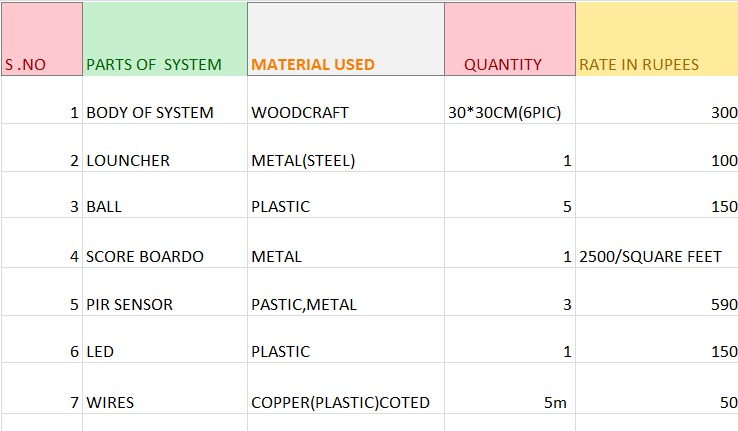 S .NO PARTS OF SYSTEM MATERIAL USED QUANTITY RATE IN RUPEES
1 BODY OF SYSTEM WOODCRAFT 30*30CM(6PIC) 300
2 LOUNCHER METAL(STEEL) 1 100
3 BALL PLASTIC 5 150
4 SCORE BOARDO METAL 1 2500/SQUARE FEET
5 PIR SENSOR PASTIC,METAL 3 590
6 LED PLASTIC 1 150
7 WIRES COPPER(PLASTIC)COTED 5m 50